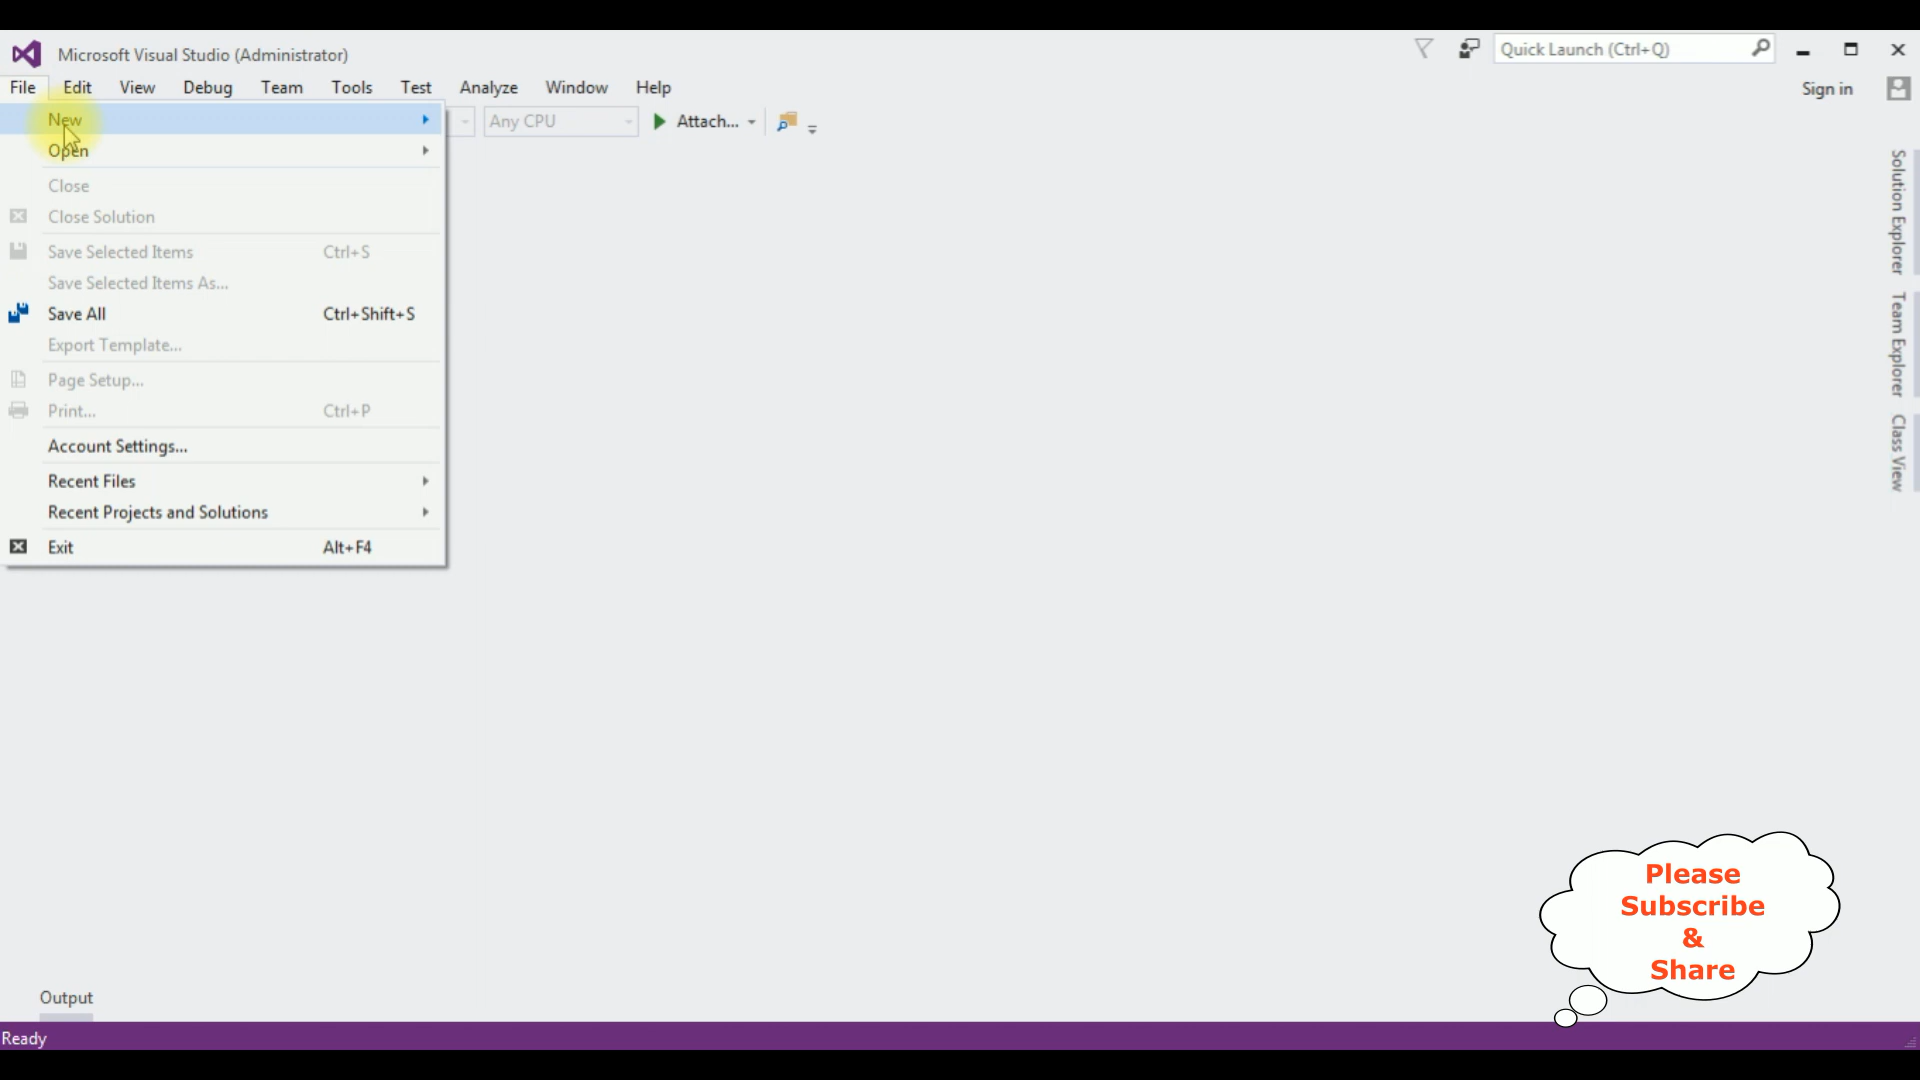 Microsoft Visual Studio (Administrator)
Quick Launch (Ctrl+Q)
File Edit View Debug Team Tools Test Analyze Window Help
Sign in
Any CPU
Attach...
New
Open
Close
Close Solution
Save Selected Items Ctrl+S
Save Selected Items As...
Save All Ctrl+Shift+S
Export Template...
Page Setup...
Print... Ctrl+P
Account Settings...
Recent Files
Recent Projects and Solutions
Exit Alt+F4
Solution Explorer
Team Explorer
Class View
Please
Subscribe
&
Share
Output
Ready